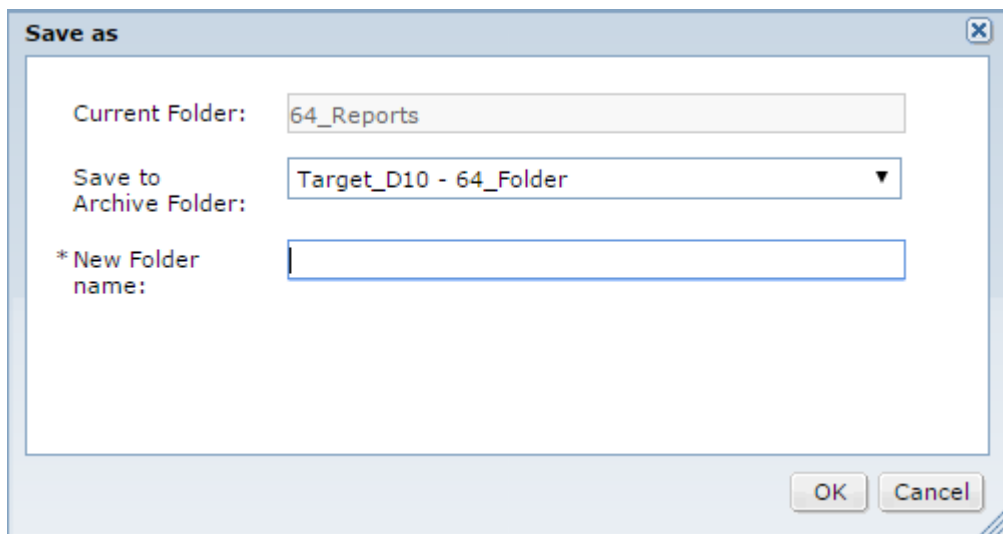 Save as
Current Folder: 64_Reports
Save to
Archive Folder: Target_D10 - 64_Folder
* New Folder
name:
OK Cancel